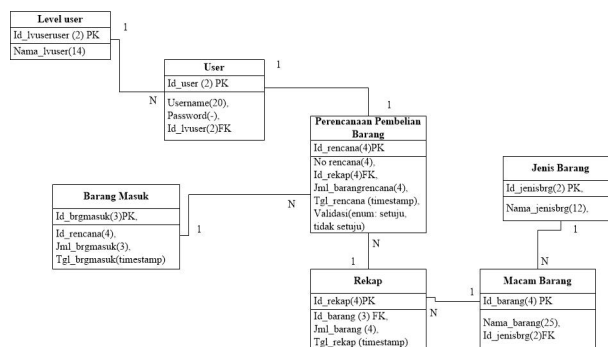 Level user
Id_lvuseruser (2) PK
Nama_lvuser(14)
1
N
User
Id_user (2) PK
Username(20),
Password(-),
Id_lvuser(2)FK
1
1
Perencanaan Pembelian
Barang
Id_rencana(4)PK
No rencana(4),
Id_rekap(4)FK,
Jml_barangrencana(4),
Tgl_rencana (timestamp),
Validasi(enum: setuju,
tidak setuju)
N
N
Barang Masuk
Id_brgmasuk(3)PK,
Id_rencana(4),
Jml_brgmasuk(3),
Tgl_brgmasuk(timestamp)
1
Jenis Barang
Id_jenisbrg(2) PK,
Nama_jenisbrg(12),
1
N
1
Rekap
Id_rekap(4)PK
Id_barang (3) FK,
Jml_barang (4),
Tgl_rekap (timestamp)
N
1
Macam Barang
Id_barang(4) PK
Nama_barang(25),
Id_jenisbrg(2)FK